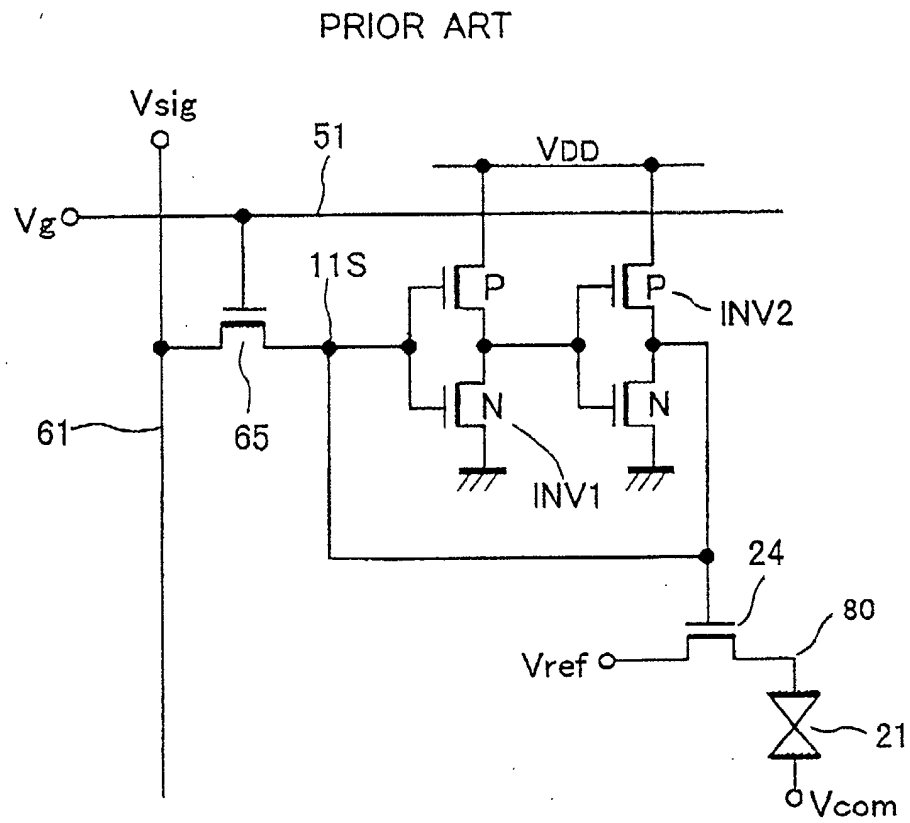 PRIOR ART
Vsig
51
VDD
Vg
11S
P
P
INV2
61
65
N
N
INV1
24
80
Vref
21
Vcom